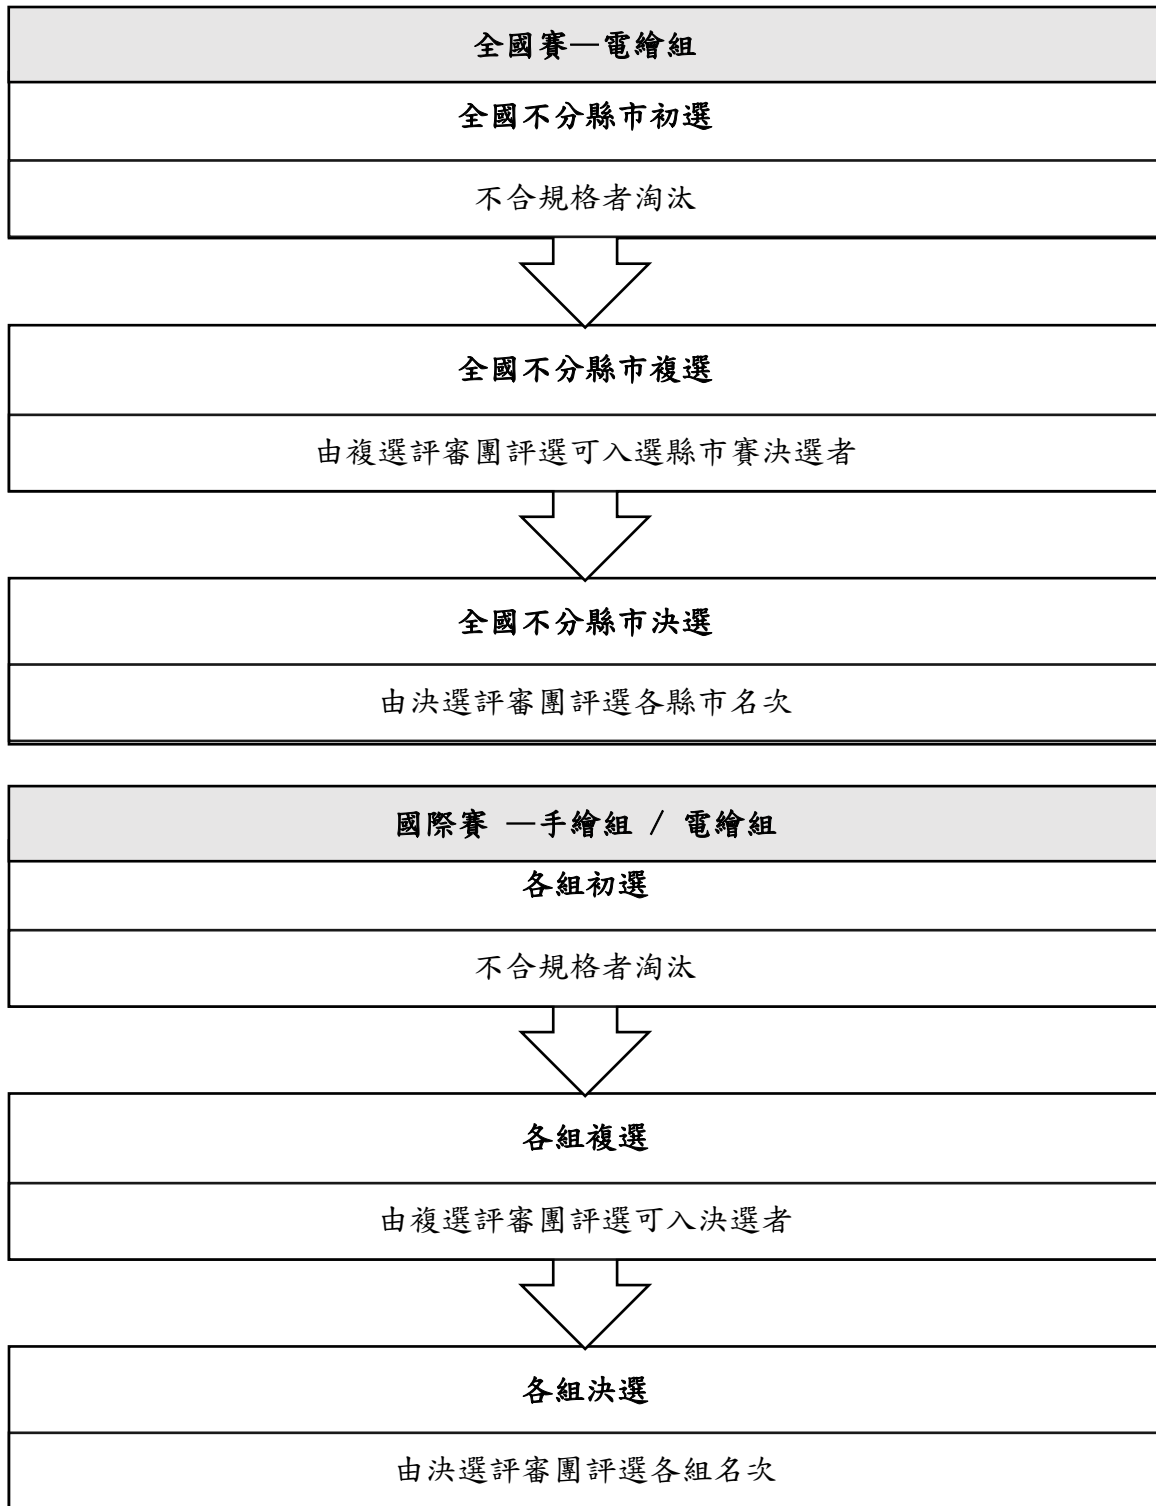 全國賽—電繪組
全國不分縣市初選
不合規格者淘汰
全國不分縣市複選
由複選評審團評選可入選縣市賽決選者
全國不分縣市決選
由決選評審團評選各縣市名次
國際賽 —手繪組 / 電繪組
各組初選
不合規格者淘汰
各組複選
由複選評審團評選可入決選者
各組決選
由決選評審團評選各組名次